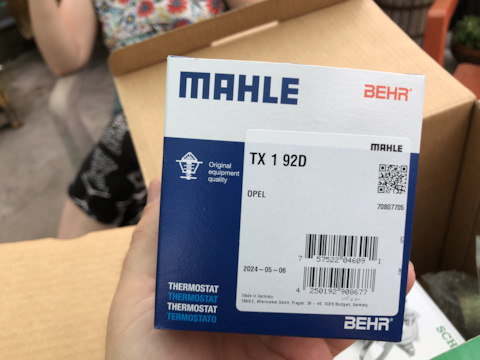 MAHLE
BEHR
MAHLE
Original
equipment
quality
TX 1 92D
OPEL
70807705
7 57522 04609 1
2024-05-06
4 250192 908677
Made in Germany
THERMOSTAT
THERMOSTAT
THERMOSTAT
TERMOSTATO
BEHR